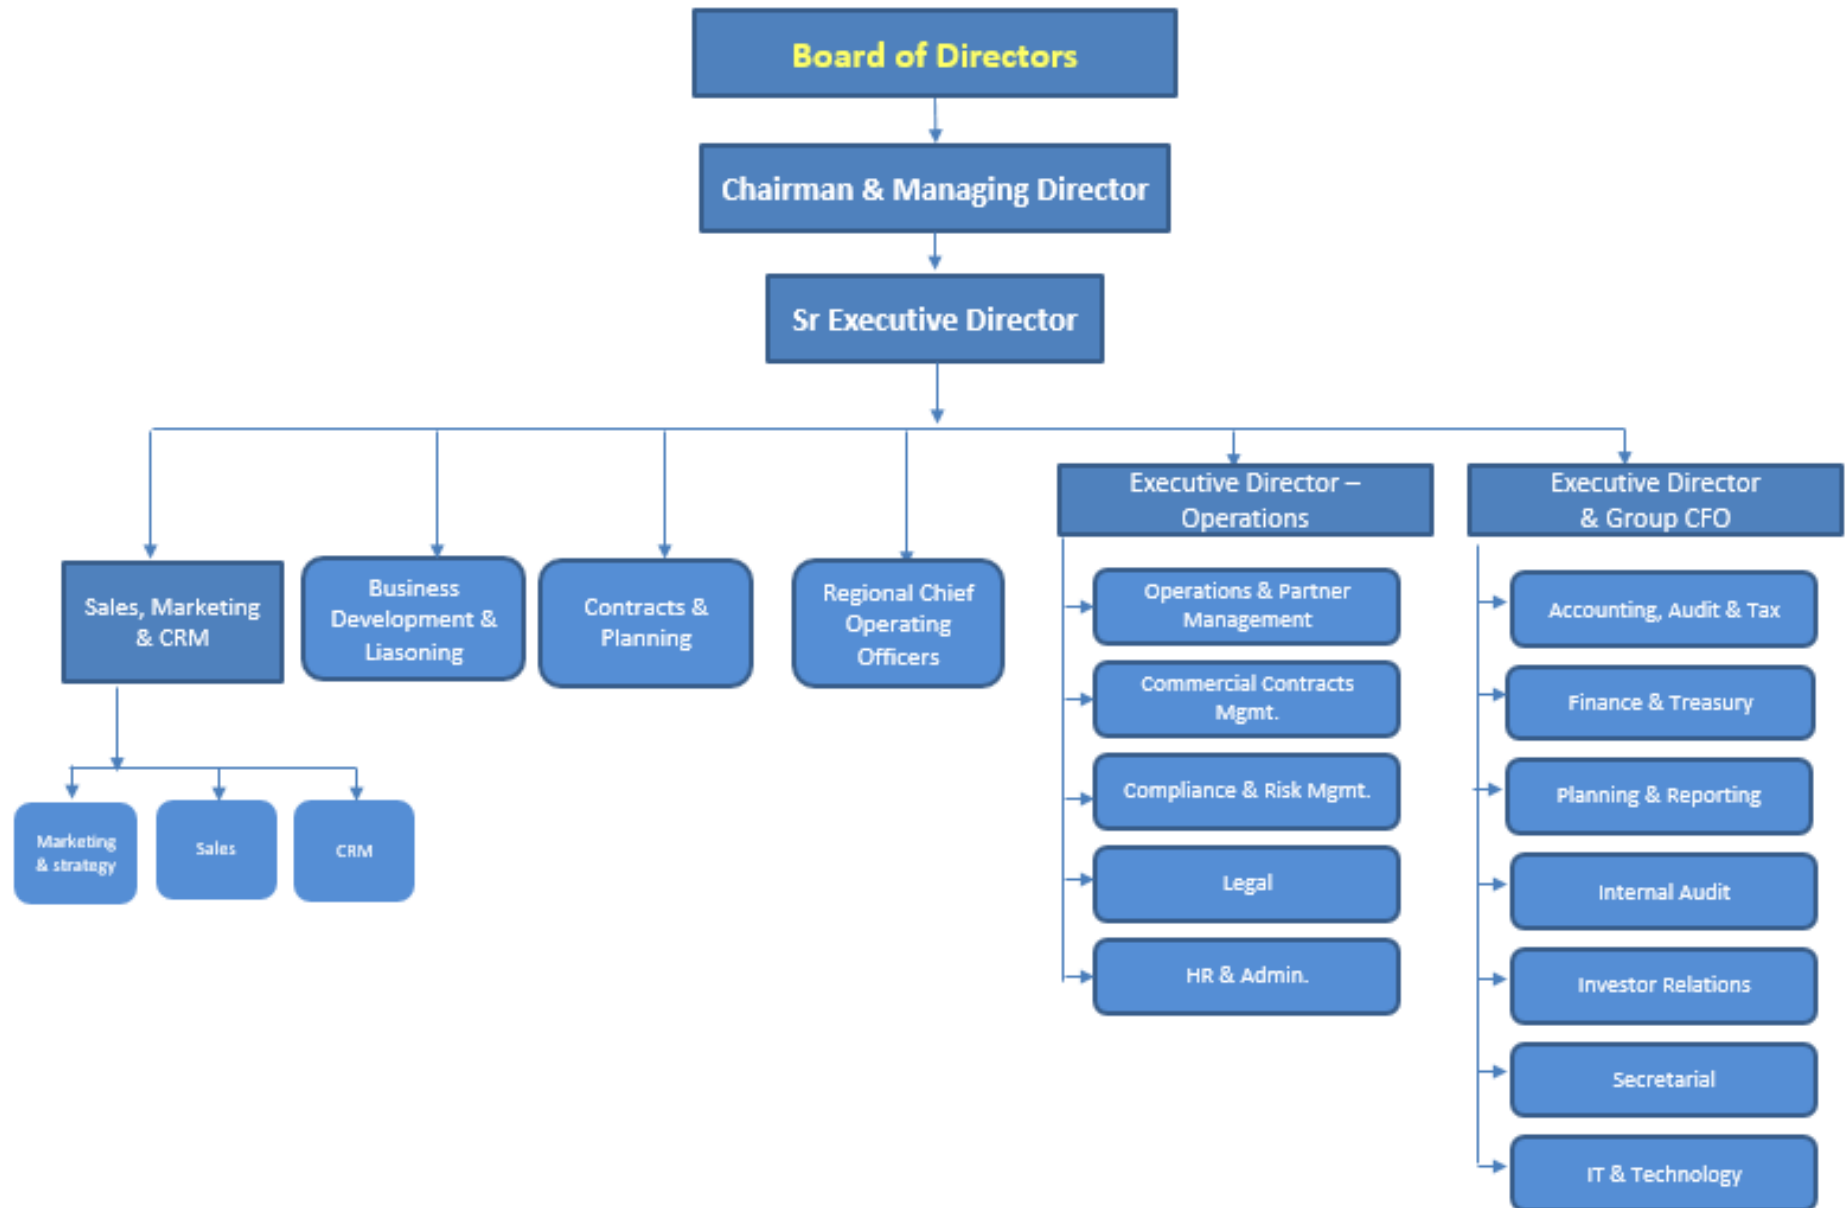 Board of Directors
Chairman & Managing Director
Sr Executive Director
Sales, Marketing
& CRM
Business
Development &
Liasoning
Contracts &
Planning
Regional Chief
Operating
Officers
Executive Director –
Operations
Executive Director
& Group CFO
Marketing
& strategy
Sales
CRM
Operations & Partner
Management
Commercial Contracts
Mgmt.
Compliance & Risk Mgmt.
Legal
HR & Admin.
Accounting, Audit & Tax
Finance & Treasury
Planning & Reporting
Internal Audit
Investor Relations
Secretarial
IT & Technology